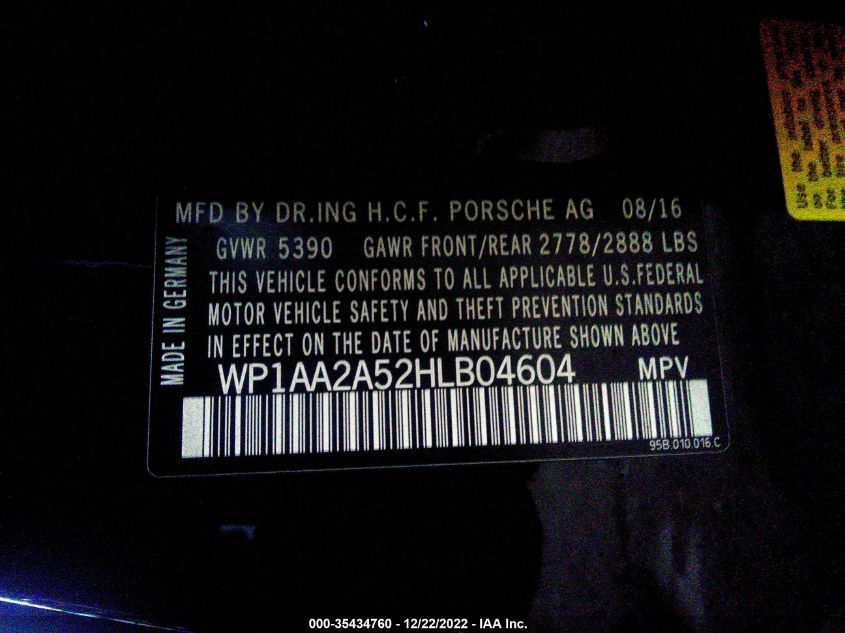 MFD BY DR.ING H.C.F. PORSCHE AG 08/16
GVWR 5390 GAWR FRONT/REAR 2778/2888 LBS
THIS VEHICLE CONFORMS TO ALL APPLICABLE U.S.FEDERAL
MOTOR VEHICLE SAFETY AND THEFT PREVENTION STANDARDS
IN EFFECT ON THE DATE OF MANUFACTURE SHOWN ABOVE
MADE IN GERMANY
WP1AA2A52HLB04604 MPV
95B.010.016.C
Use the
000-35434760 - 12/22/2022 - IAA Inc.